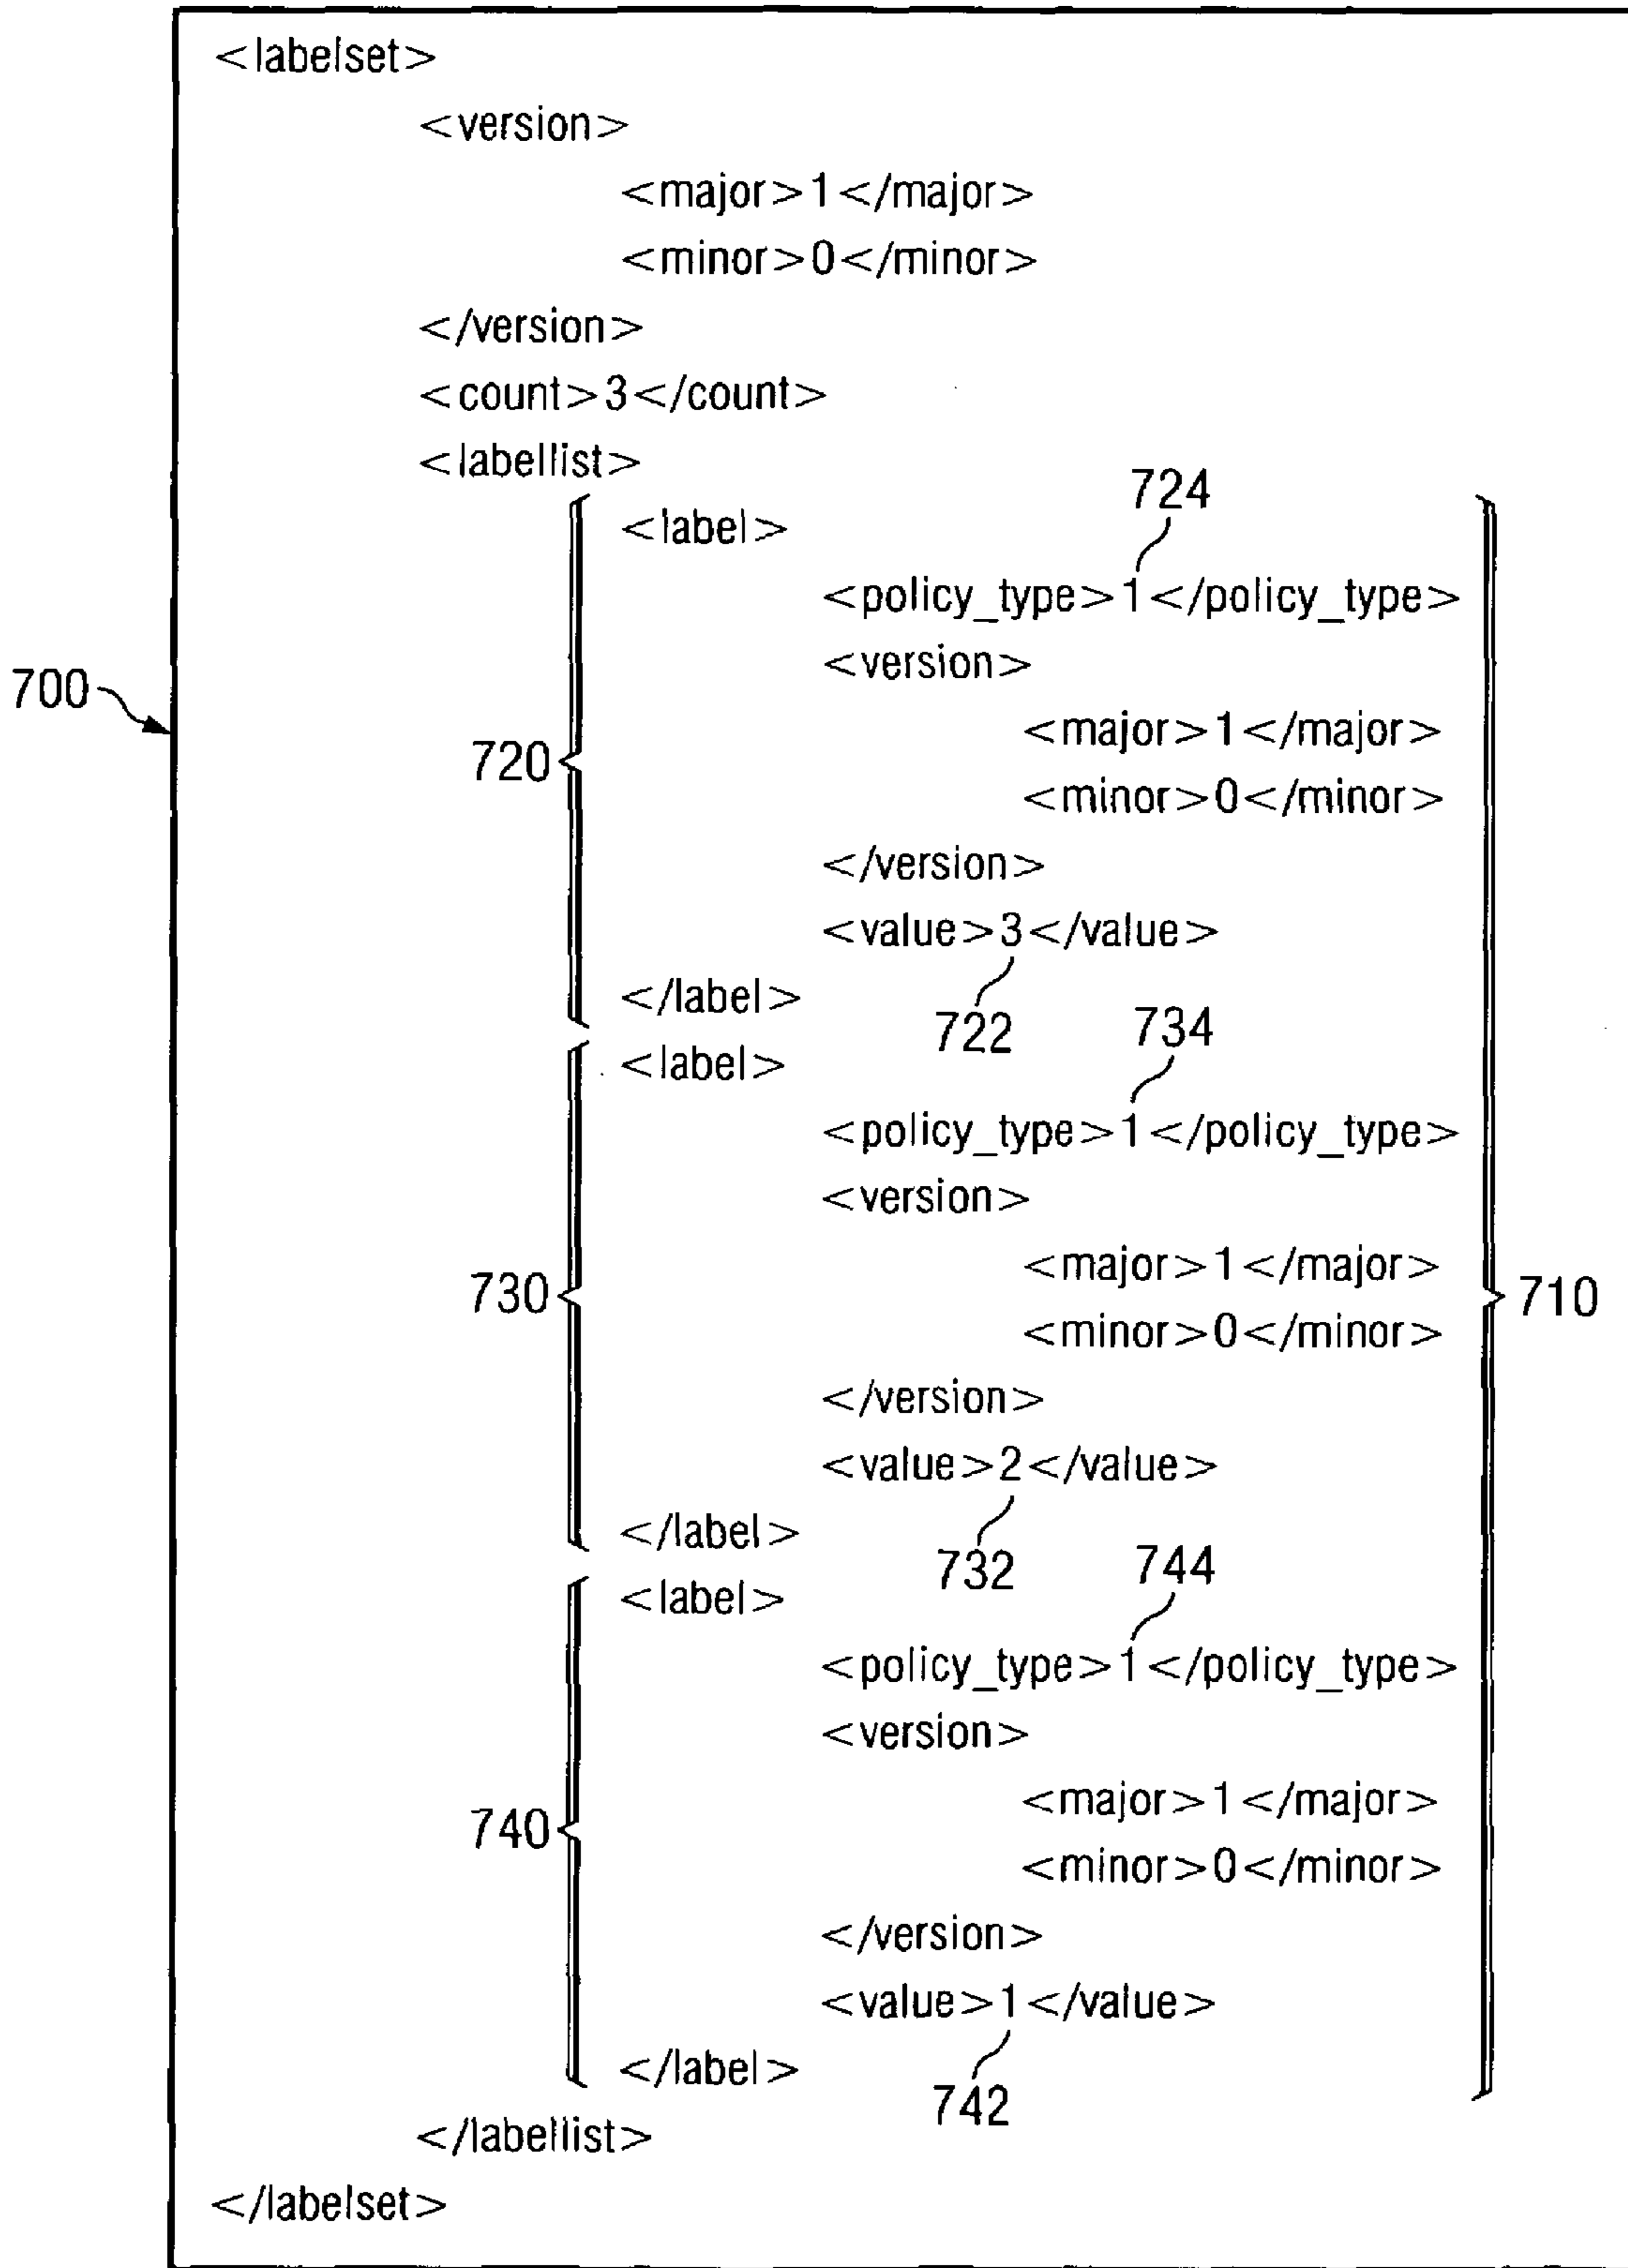 <labelset>
<version>
<major>1</major>
<minor>0</minor>
</version>
<count>3</count>
<labellist>
724
<label>
<policy_type>1</policy_type>
<version>
700
<major>1</major>
720
<minor>0</minor>
</version>
<value>3</value>
</label>
722
734
<label>
<policy_type>1</policy_type>
<version>
<major>1</major>
730
710
<minor>0</minor>
</version>
<value>2</value>
</label>
732
744
<label>
<policy_type>1</policy_type>
<version>
<major>1</major>
740
<minor>0</minor>
</version>
<value>1</value>
</label>
742
</labellist>
</labelset>